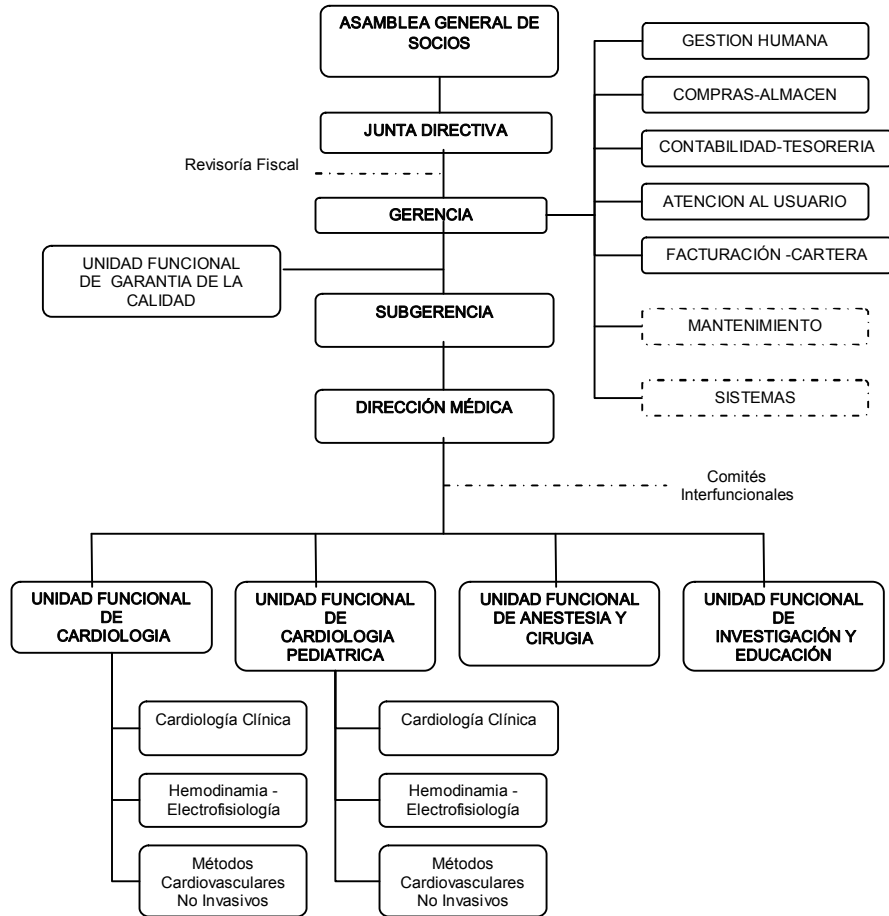 ASAMBLEA GENERAL DE
SOCIOS
JUNTA DIRECTIVA
Revisoría Fiscal
GERENCIA
UNIDAD FUNCIONAL
DE GARANTIA DE LA
CALIDAD
SUBGERENCIA
DIRECCIÓN MÉDICA
GESTION HUMANA
COMPRAS-ALMACEN
CONTABILIDAD-TESORERIA
ATENCION AL USUARIO
FACTURACIÓN -CARTERA
MANTENIMIENTO
SISTEMAS
Comités
Interfuncionales
UNIDAD FUNCIONAL
DE
CARDIOLOGIA
Cardiología Clínica
Hemodinamia -
Electrofisiología
Métodos
Cardiovasculares
No Invasivos
UNIDAD FUNCIONAL
DE
CARDIOLOGIA
PEDIATRICA
Cardiología Clínica
Hemodinamia -
Electrofisiología
Métodos
Cardiovasculares
No Invasivos
UNIDAD FUNCIONAL
DE ANESTESIA Y
CIRUGIA
UNIDAD FUNCIONAL
DE
INVESTIGACIÓN Y
EDUCACIÓN